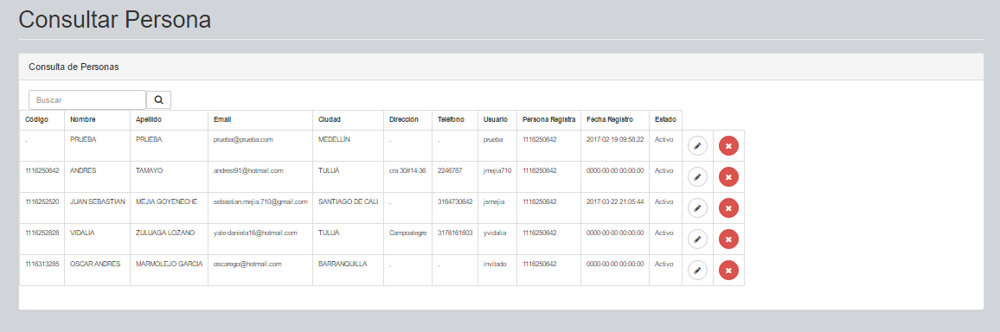 Consultar Persona
Consulta de Personas
Buscar
Código Nombre Apellido Email Ciudad Dirección Teléfono Usuario Persona Registra Fecha Registro Estado
. PRUEBA PRUEBA prueba@prueba.com MEDELLÍN . . prueba 1116250642 2017-02-19 09:58:22 Activo
1116250642 ANDRES TAMAYO andrest91@hotmail.com TULUÁ cra 30#14-36 2246787 jmejia710 1116250642 0000-00-00 00:00:00 Activo
1116252520 JUAN SEBASTIAN MEJIA GOYENECHE sebastian.mejia.710@gmail.com SANTIAGO DE CALI . 3164730642 jsmejia 1116250642 2017-03-22 21:05:44 Activo
1116252828 VIDALIA ZULUAGA LOZANO yale-daniela16@hotmail.com TULUÁ Campoalegre 3176161603 yvidalia 1116250642 0000-00-00 00:00:00 Activo
1116313285 OSCAR ANDRES MARMOLEJO GARCIA oscarego@hotmail.com BARRANQUILLA . . invitado 1116250642 0000-00-00 00:00:00 Activo